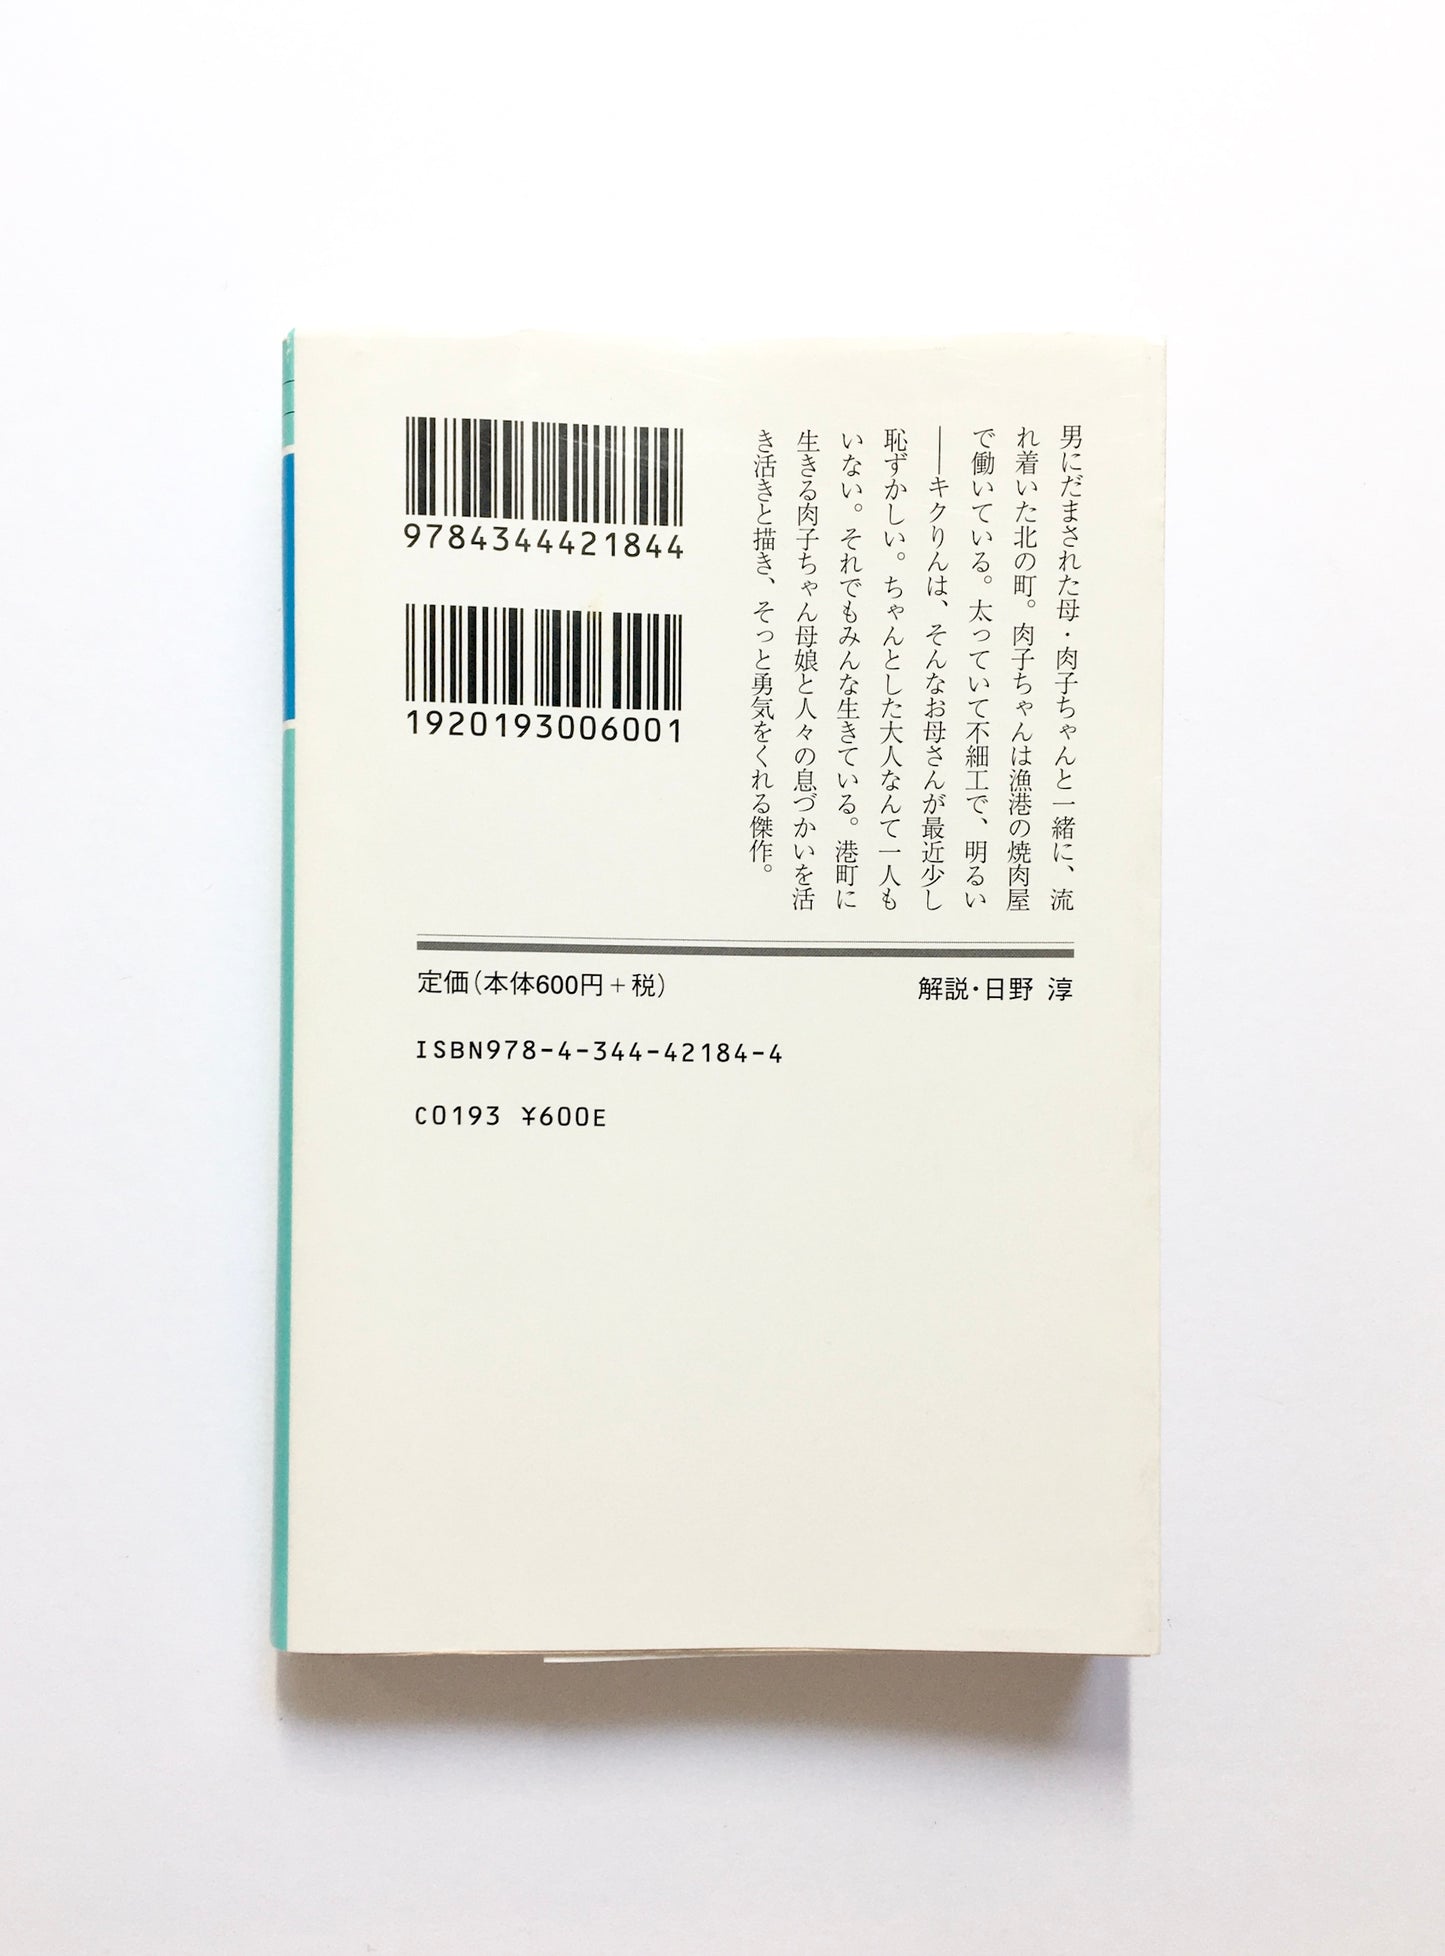 男にだまされた母・肉子ちゃんと一緒に、流
れ着いた北の町。肉子ちゃんは漁港の焼肉屋
で働いている。太っていて不細工で、明るい
――キクりんは、そんなお母さんが最近少し
恥ずかしい。ちゃんとした大人なんて一人も
いない。それでもみんな生きている。港町に
生きる肉子ちゃん母娘と人々の息づかいを活
き活きと描き、そっと勇気をくれる傑作。
9784344421844
1920193006001
定価(本体600円+税)
解説・日野 淳
ISBN978-4-344-42184-4
C0193 ¥600E